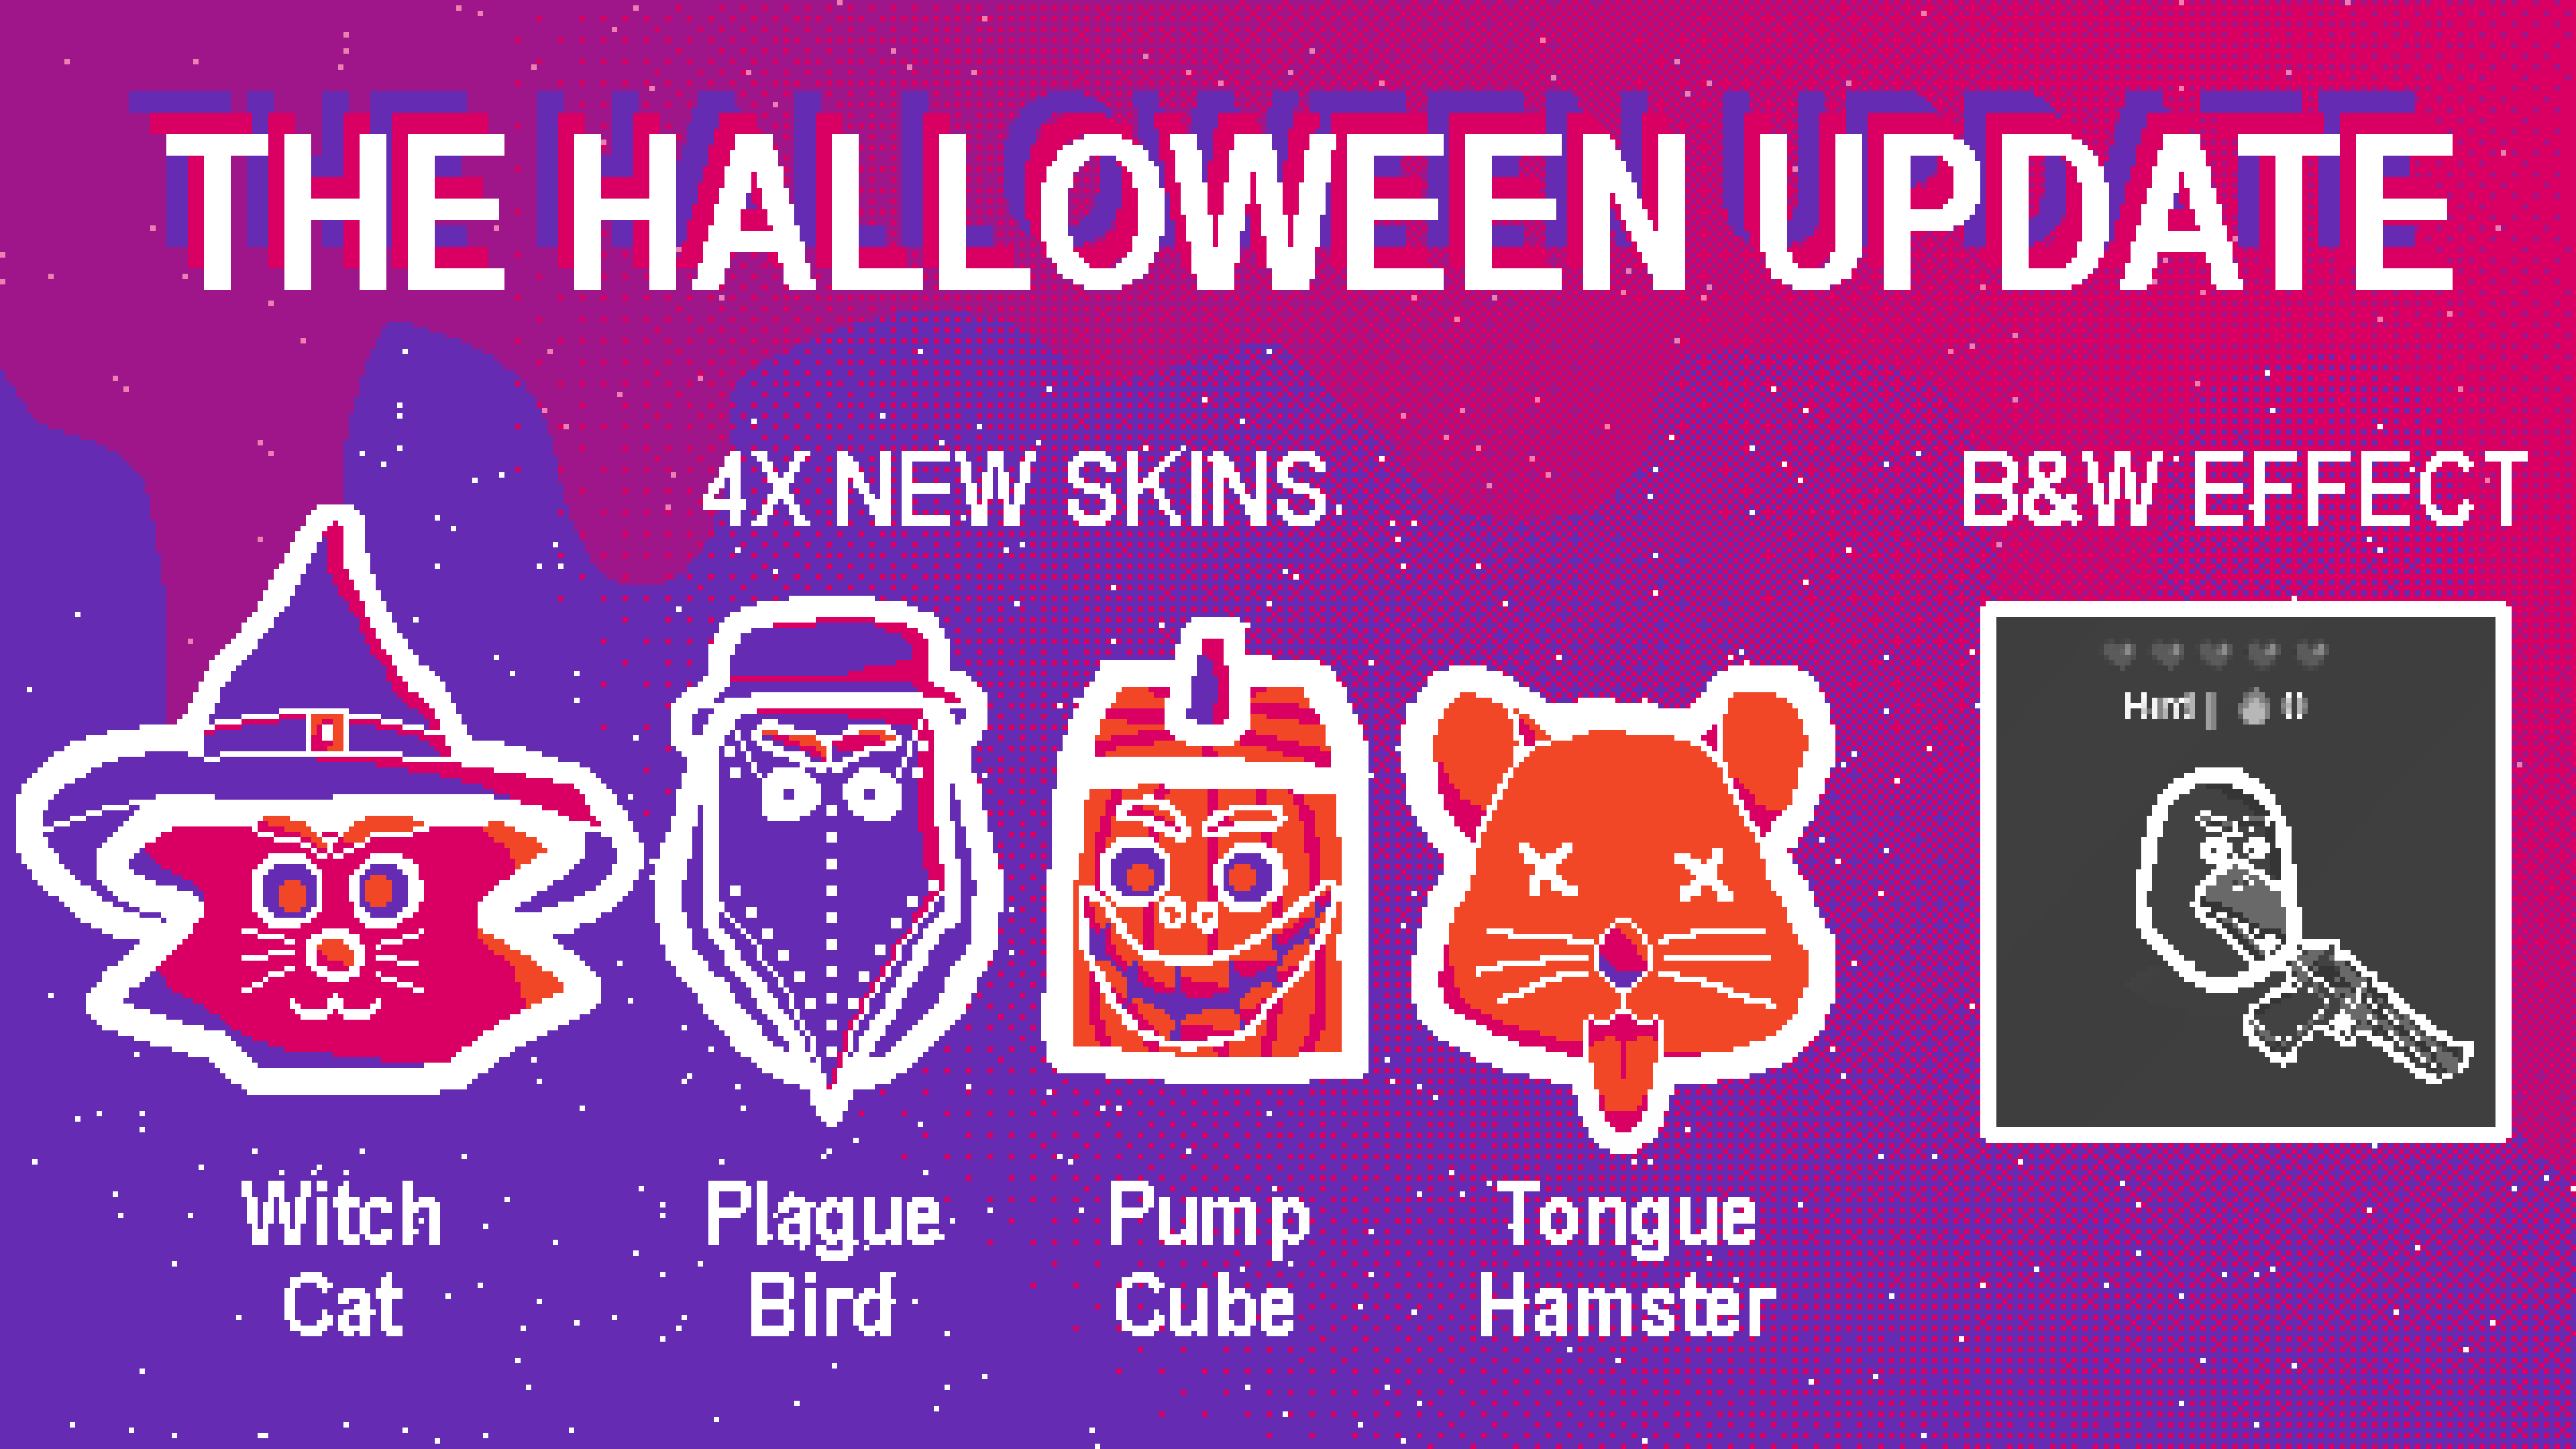 THE HALLOWEEN UPDATE
4X NEW SKINS
B&W EFFECT
Witch
Cat
Plague
Bird
Pump
Cube
Tongue
Hamster